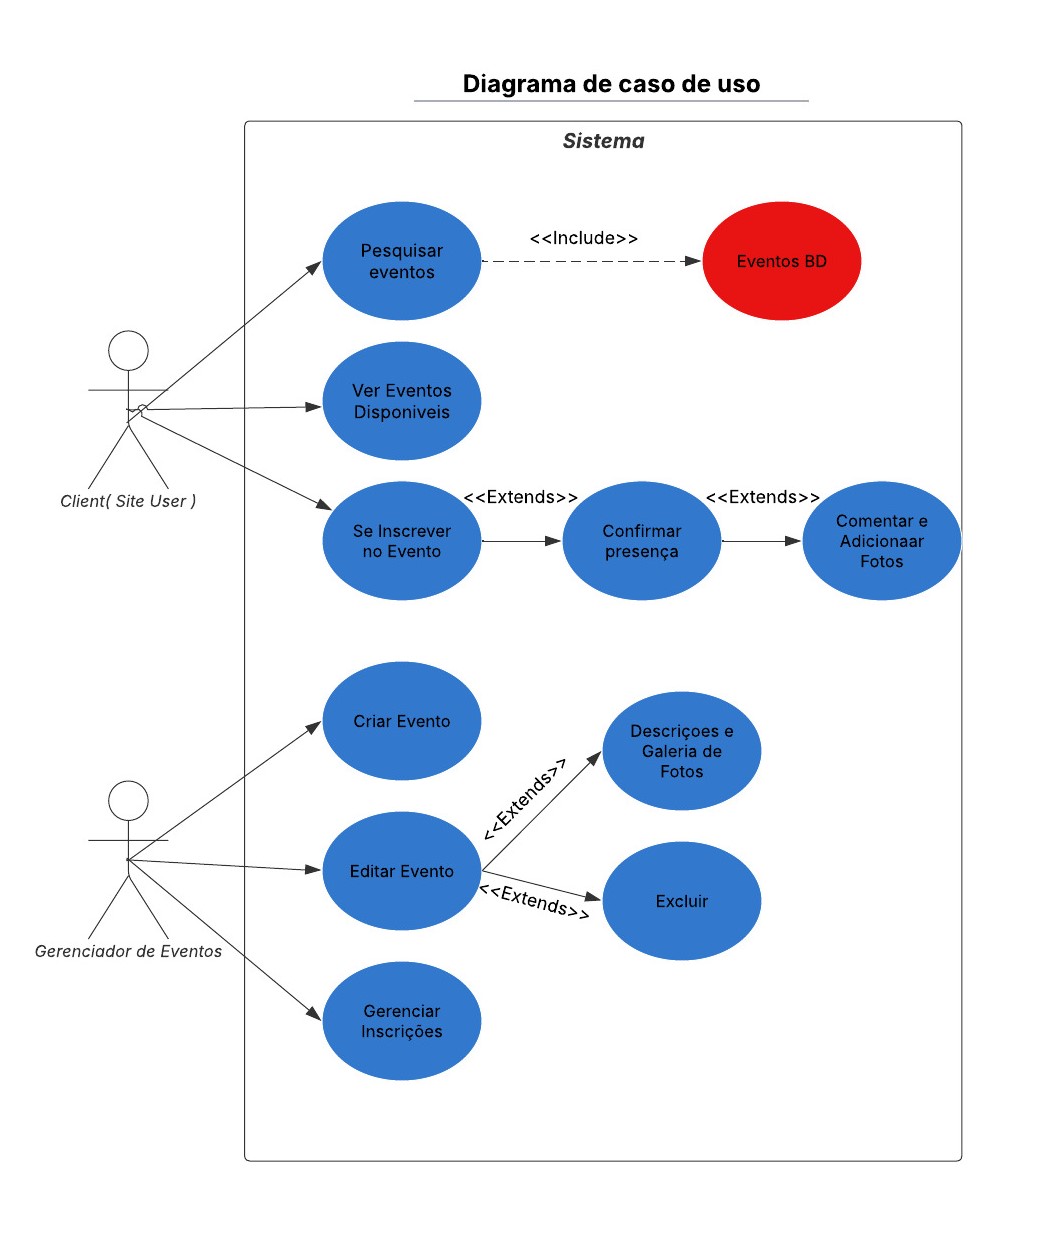 Diagrama de caso de uso
Sistema
Pesquisar
eventos
<<Include>>
Eventos BD
Ver Eventos
Disponiveis
Client( Site User )
Se Inscrever
no Evento
<<Extends>>
Confirmar
presença
<<Extends>>
Comentar e
Adicionaar
Fotos
Criar Evento
Descriçoes e
Galeria de
Fotos
<<Extends>>
Editar Evento
<<Extends>>
Excluir
Gerenciador de Eventos
Gerenciar
Inscrições